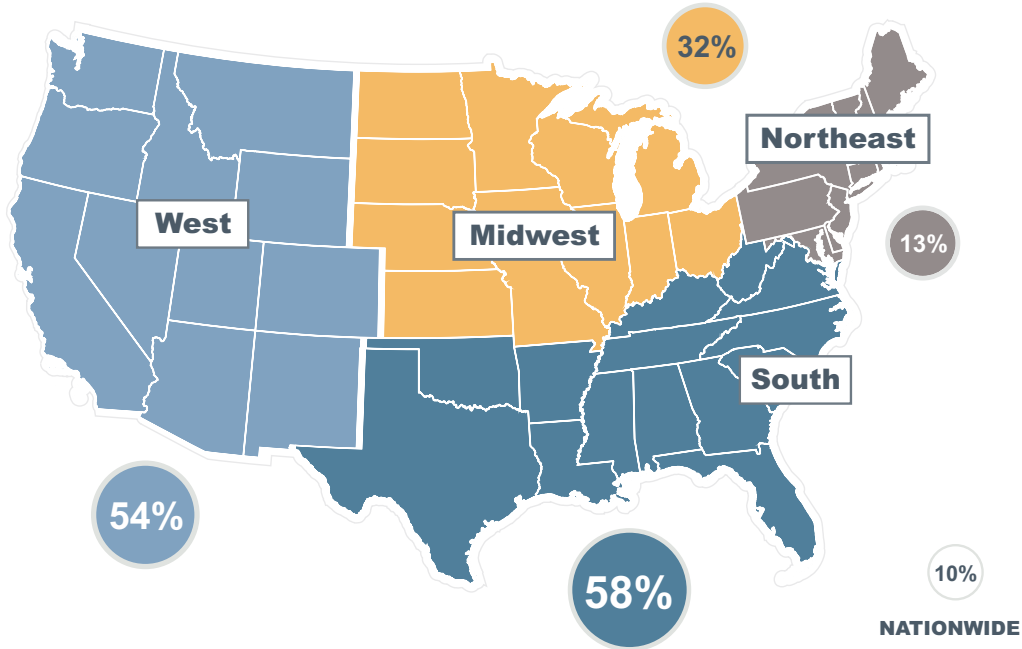 32%
Northeast
West
Midwest
13%
South
54%
58%
10%
NATIONWIDE